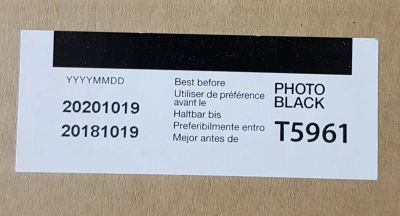 YYYYMMDD
20201019
20181019
Best before
Utiliser de préférence
avant le
Haltbar bis
Preferibilmente entro
Mejor antes de
PHOTO
BLACK
T5961